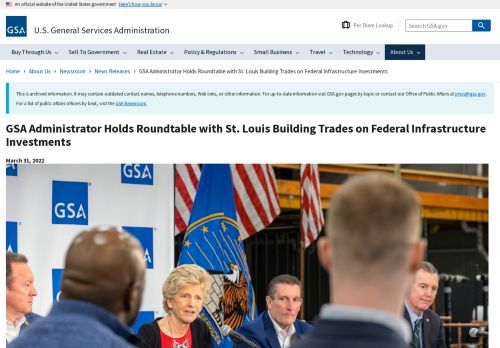 An official website of the United States government Here's how you know
GSA U.S. General Services Administration
Per Diem Lookup
Search GSA.gov
Buy Through Us Sell To Government Real Estate Policy & Regulations Small Business Travel Technology About Us
Home › About Us › Newsroom › News Releases › GSA Administrator Holds Roundtable with St. Louis Building Trades on Federal Infrastructure Investments
This is archived information. It may contain outdated contact names, telephone numbers, Web links, or other information. For up-to-date information visit GSA.gov pages by topic or contact our Office of Public Affairs at press@gsa.gov.
For a list of public affairs officers by beat, visit the GSA Newsroom.
GSA Administrator Holds Roundtable with St. Louis Building Trades on Federal Infrastructure
Investments
March 31, 2022
GSA
GSA
GSA